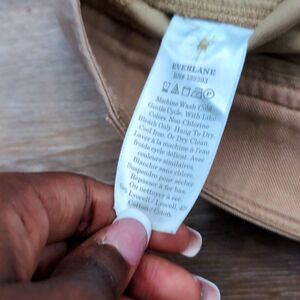 EVERLANE
Machine Wash Cold
Gentle Cycle. With Like
Colors. Non-Chlorine
Bleach Only. Hang To Dry.
Cool Iron. Or Dry Clean.
Laver à la machine à l'eau
froide cycle délicat. Avec
couleurs similaires.
Blanchir sans chlore.
Suspendre pour sécher
Repasser à fer bas.
Ou nettoyer à sec
Lyocell / Lyocell,
Cotton / Coton.